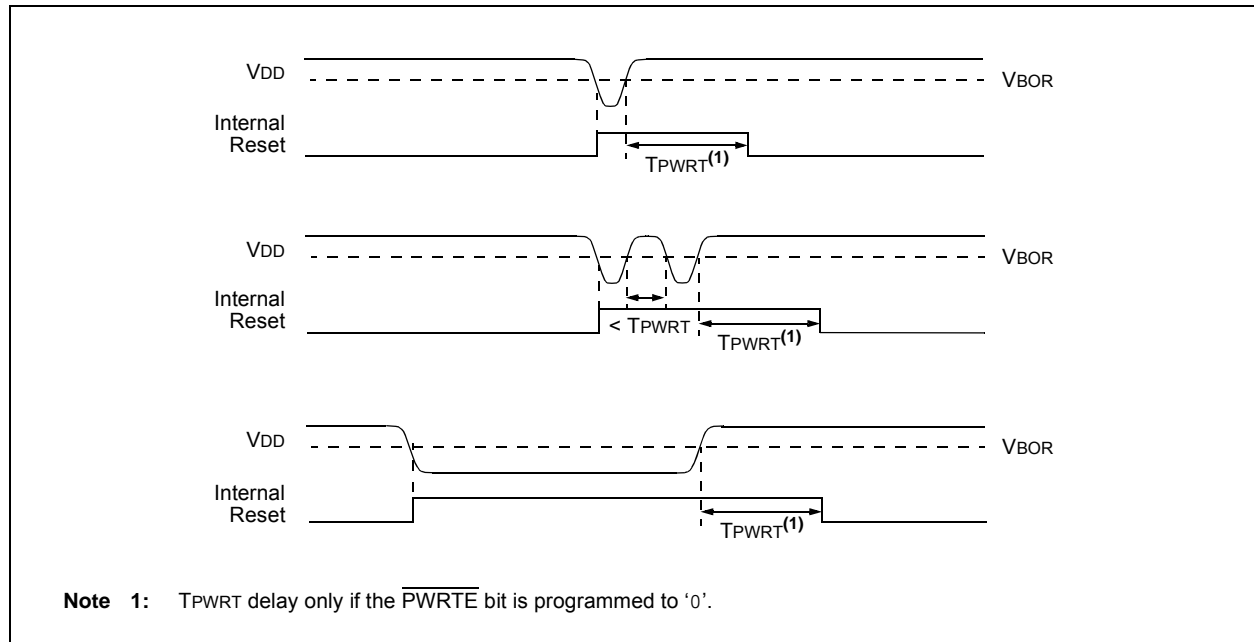 VDD
VBOR
Internal
Reset
TPWRT(1)
VDD
VBOR
Internal
Reset
< TPWRT
TPWRT(1)
VDD
VBOR
Internal
Reset
TPWRT(1)
Note 1: TPWRT delay only if the PWRTE bit is programmed to ‘0’.